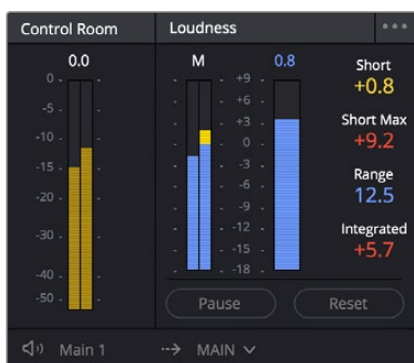 Control Room
Loudness
0.0
0
-5
-10
-15
-20
-30
-40
-50
M
0.8
+9
+6
+3
0
-3
-6
-9
-12
-15
-18
Short
+0.8
Short Max
+9.2
Range
12.5
Integrated
+5.7
Pause
Reset
Main 1
MAIN